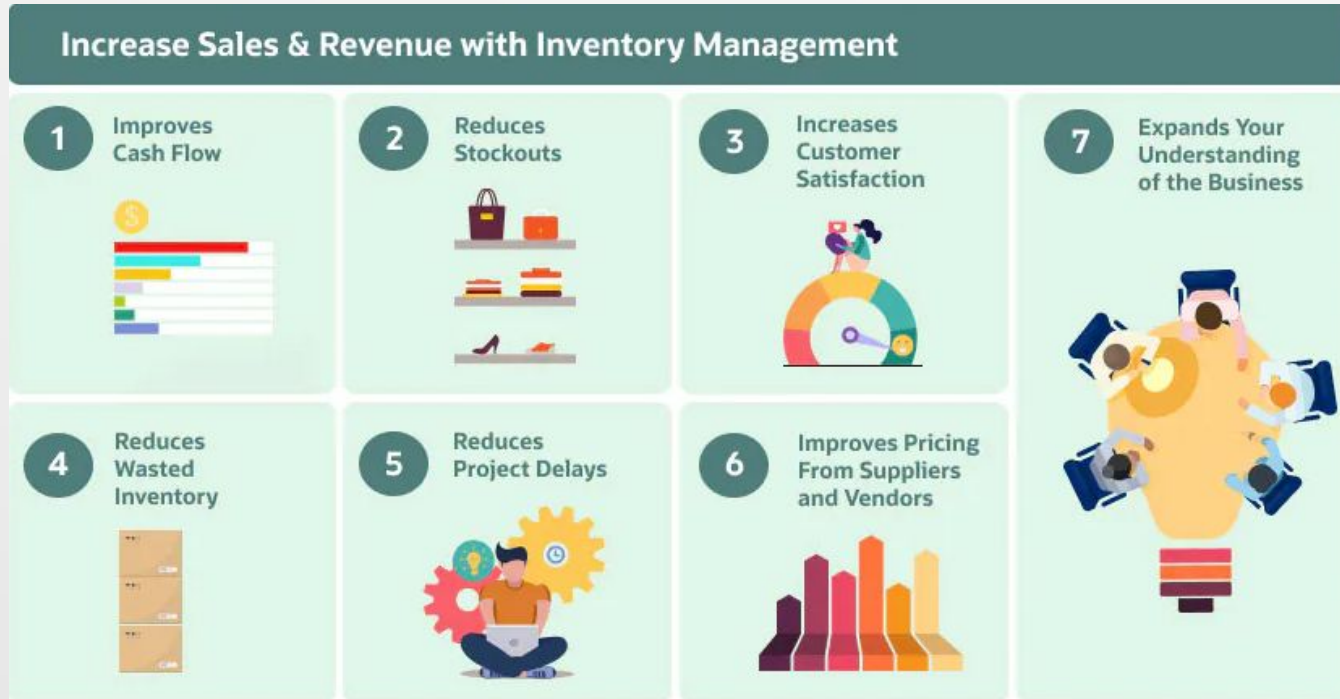 Increase Sales & Revenue with Inventory Management
1
Improves
Cash Flow
$
2
Reduces
Stockouts
3
Increases
Customer
Satisfaction
4
Reduces
Wasted
Inventory
5
Reduces
Project Delays
6
Improves Pricing
From Suppliers
and Vendors
7
Expands Your
Understanding
of the Business